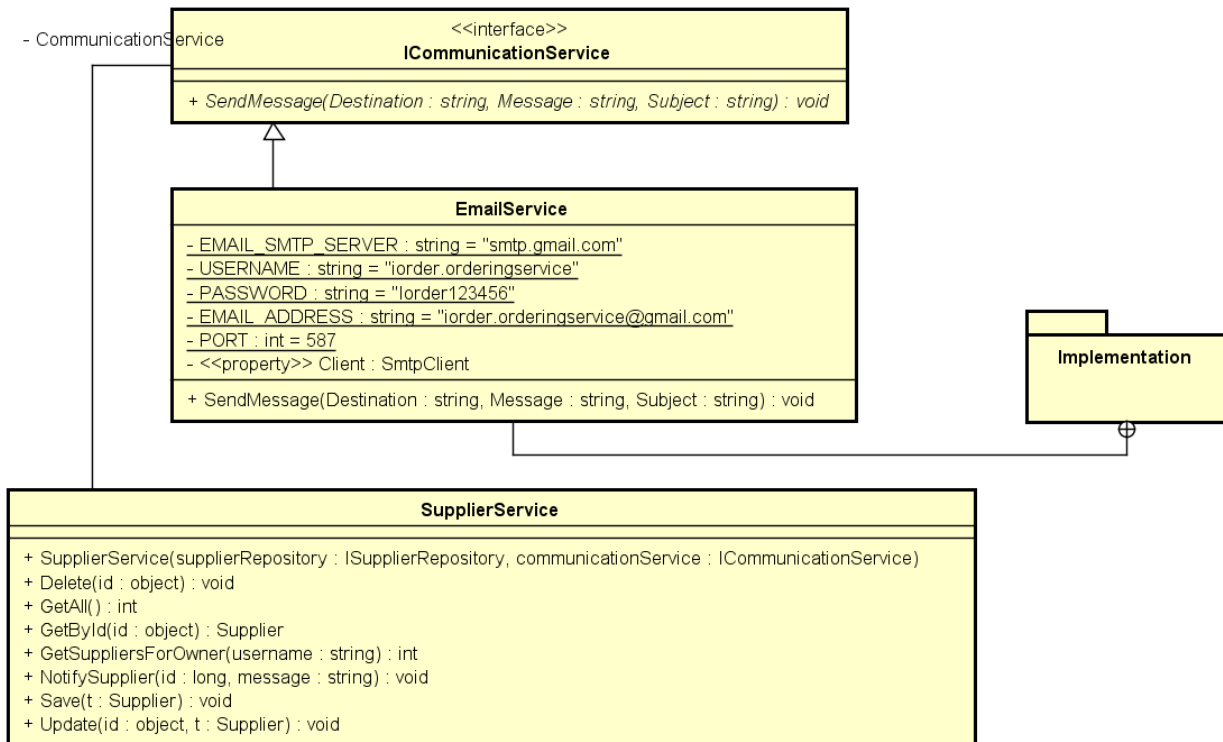 - CommunicationService
<<interface>>
ICommunicationService
+ SendMessage(Destination : string, Message : string, Subject : string) : void
EmailService
- EMAIL_SMTP_SERVER : string = "smtp.gmail.com"
- USERNAME : string = "iorder.orderingservice"
- PASSWORD : string = "Iorder123456"
- EMAIL_ADDRESS : string = "iorder.orderingservice@gmail.com"
- PORT : int = 587
- <<property>> Client : SmtpClient
+ SendMessage(Destination : string, Message : string, Subject : string) : void
Implementation
SupplierService
+ SupplierService(supplierRepository : ISupplierRepository, communicationService : ICommunicationService)
+ Delete(id : object) : void
+ GetAll() : int
+ GetById(id : object) : Supplier
+ GetSuppliersForOwner(username : string) : int
+ NotifySupplier(id : long, message : string) : void
+ Save(t : Supplier) : void
+ Update(id : object, t : Supplier) : void